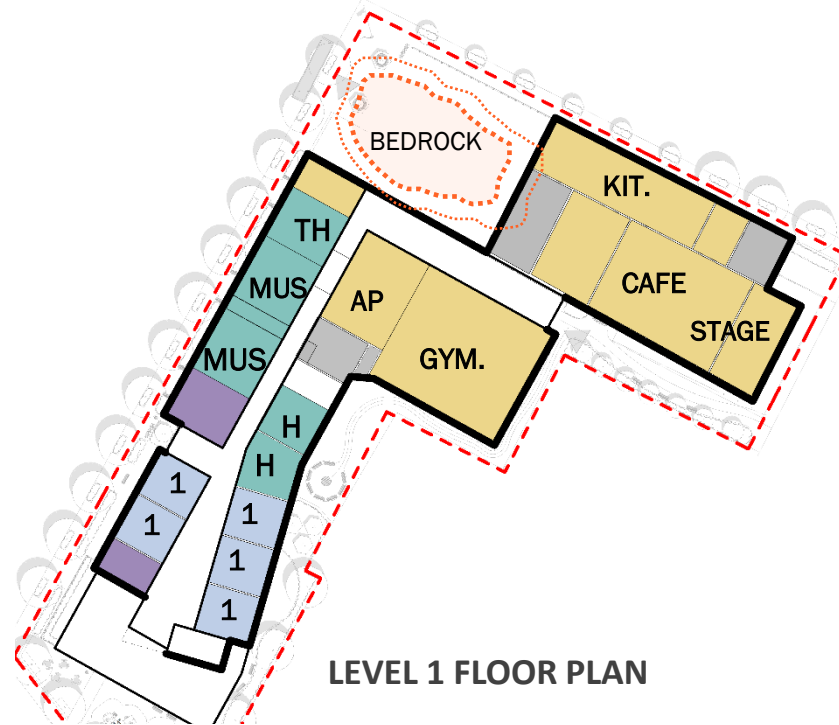 BEDROCK
KIT.
TH
MUS
CAFE
AP
STAGE
MUS
GYM.
H
H
1
1
1
1
1
LEVEL 1 FLOOR PLAN